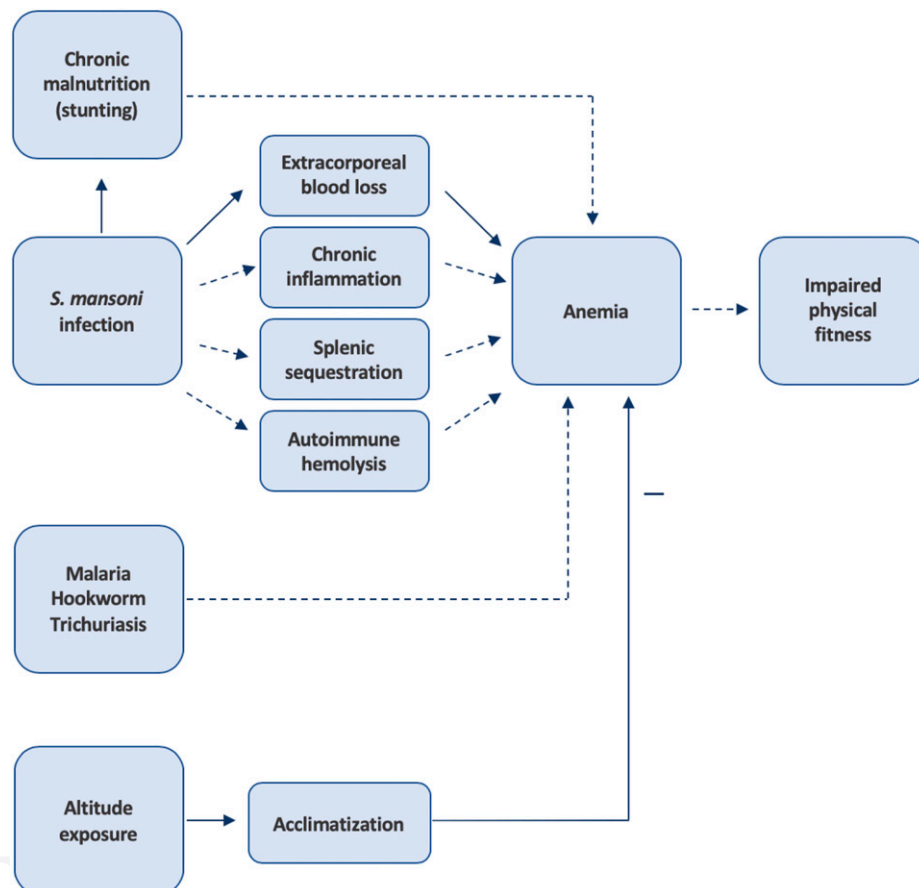 Chronic
malnutrition
(stunting)
Extracorporeal
blood loss
S. mansoni
infection
Chronic
inflammation
Splenic
sequestration
Autoimmune
hemolysis
Anemia
Impaired
physical
fitness
Malaria
Hookworm
Trichuriasis
Altitude
exposure
Acclimatization
–